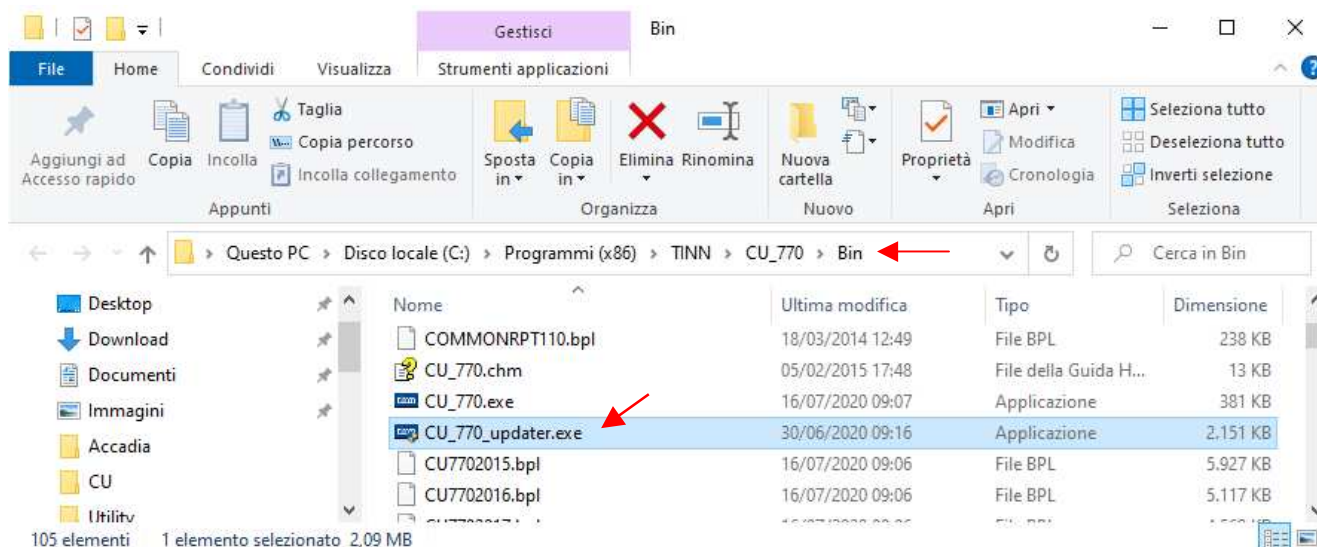 Gestisci Bin
File Home Condividi Visualizza Strumenti applicazioni
Aggiungi ad Accesso rapido
Copia
Incolla
Taglia
Copia percorso
Incolla collegamento
Sposta in
Copia in
Elimina
Rinomina
Nuova cartella
Proprietà
Apri
Modifica
Cronologia
Seleziona tutto
Deseleziona tutto
Inverti selezione
Appunti Organizza Nuovo Apri Seleziona
Questo PC > Disco locale (C:) > Programmi (x86) > TINN > CU_770 > Bin Cerca in Bin
Desktop
Download
Documenti
Immagini
Accadia
CU
Utility
Nome Ultima modifica Tipo Dimensione
COMMONRPT110.bpl 18/03/2014 12:49 File BPL 238 KB
CU_770.chm 05/02/2015 17:48 File della Guida H... 13 KB
CU_770.exe 16/07/2020 09:07 Applicazione 381 KB
CU_770_updater.exe 30/06/2020 09:16 Applicazione 2.151 KB
CU7702015.bpl 16/07/2020 09:06 File BPL 5.927 KB
CU7702016.bpl 16/07/2020 09:06 File BPL 5.117 KB
105 elementi 1 elemento selezionato 2,09 MB